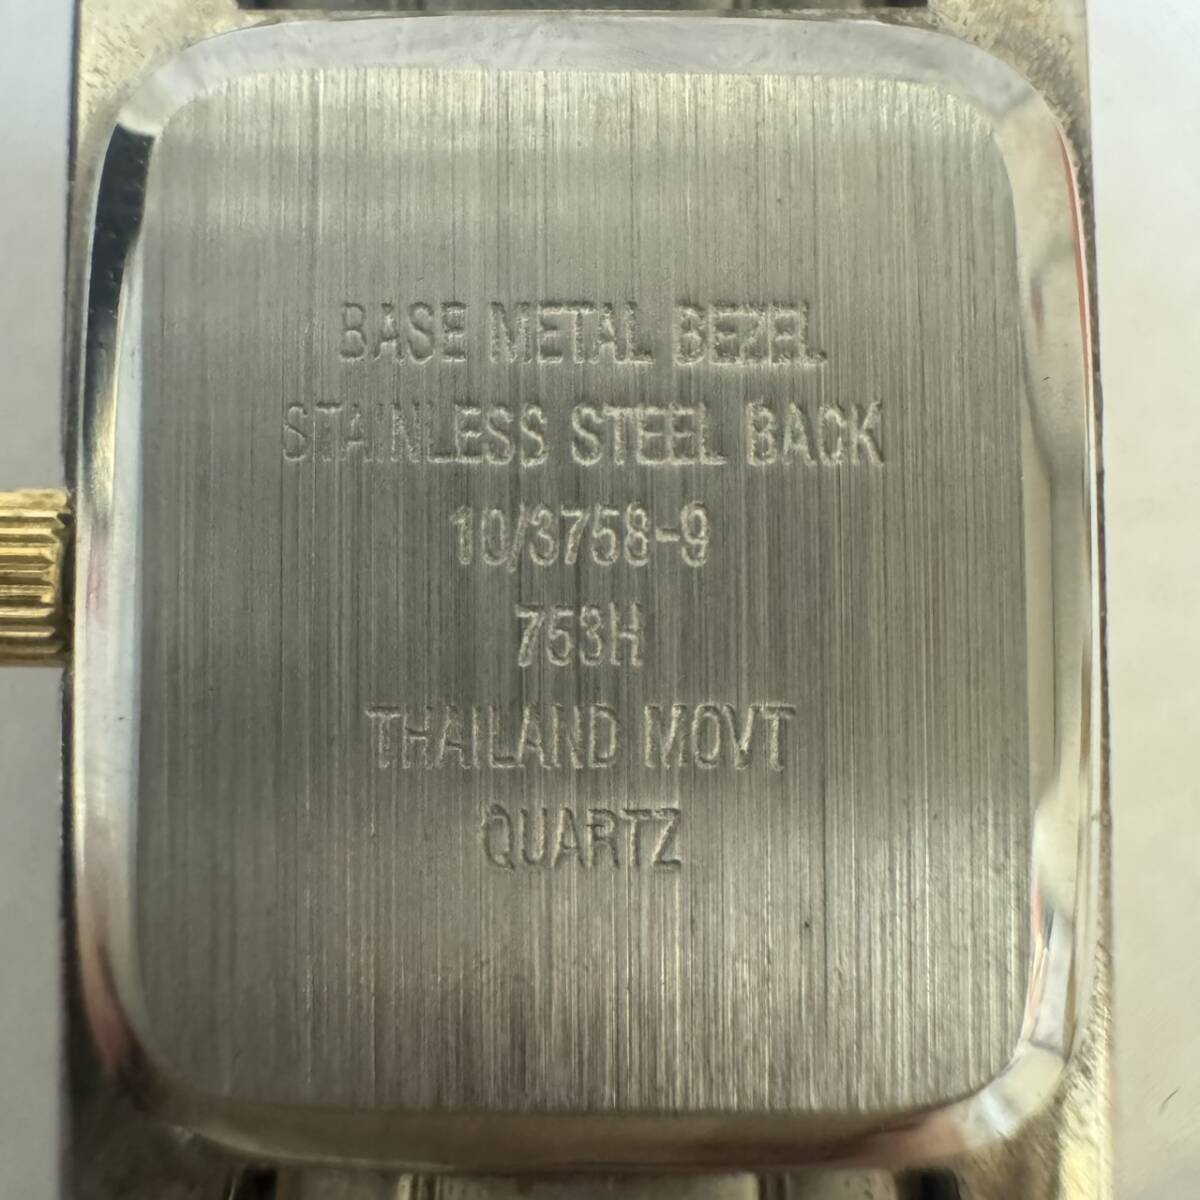 BASE METAL BEZEL
STAINLESS STEEL BACK
10/3758-9
753H
THAILAND MOVT
QUARTZ